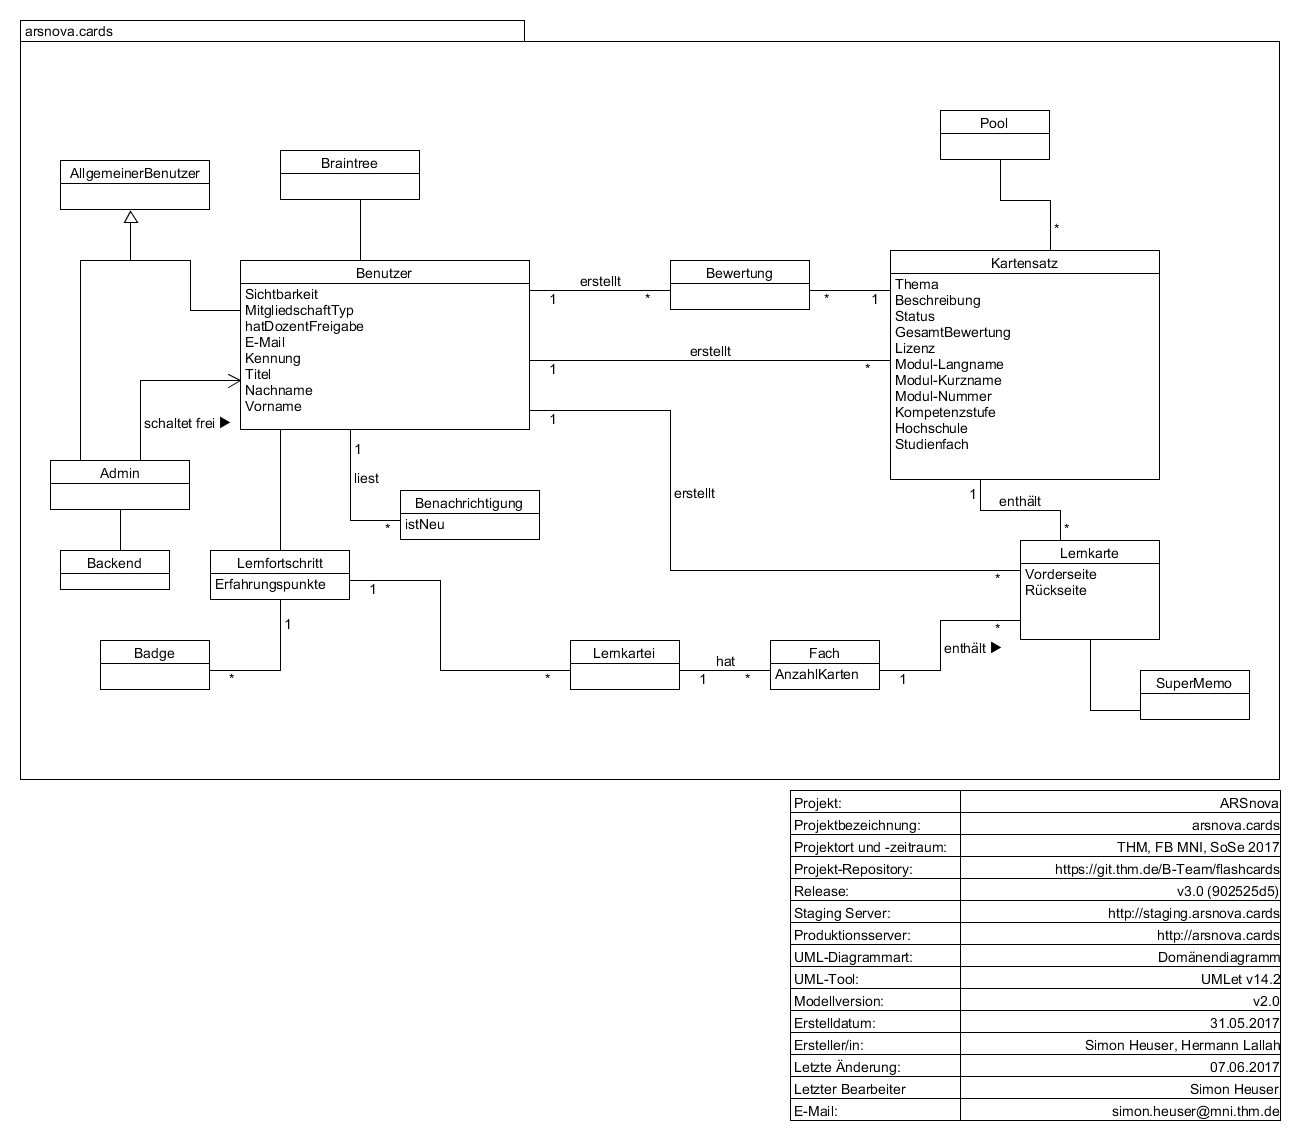 arsnova.cards
Pool
*
AllgemeinerBenutzer
Braintree
Benutzer
Sichtbarkeit
MitgliedschaftTyp
hatDozentFreigabe
E-Mail
Kennung
Titel
Nachname
Vorname
erstellt
1
*
Bewertung
*
1
erstellt
1
*
1
erstellt
*
Kartensatz
Thema
Beschreibung
Status
GesamtBewertung
Lizenz
Modul-Langname
Modul-Kurzname
Modul-Nummer
Kompetenzstufe
Hochschule
Studienfach
schaltet frei ▶
Admin
Backend
1
liest
*
Benachrichtigung
istNeu
1
enthält
*
Lernkarte
Vorderseite
Rückseite
Lernfortschritt
Erfahrungspunkte
1
1
*
Badge
*
Lernkartei
hat
1
*
Fach
AnzahlKarten
1
enthält ▶
*
SuperMemo
Projekt: ARSnova
Projektbezeichnung: arsnova.cards
Projektort und -zeitraum: THM, FB MNI, SoSe 2017
Projekt-Repository: https://git.thm.de/B-Team/flashcards
Release: v3.0 (902525d5)
Staging Server: http://staging.arsnova.cards
Produktionsserver: http://arsnova.cards
UML-Diagrammart: Domänendiagramm
UML-Tool: UMLet v14.2
Modellversion: v2.0
Erstelldatum: 31.05.2017
Ersteller/in: Simon Heuser, Hermann Lallah
Letzte Änderung: 07.06.2017
Letzter Bearbeiter Simon Heuser
E-Mail: simon.heuser@mni.thm.de